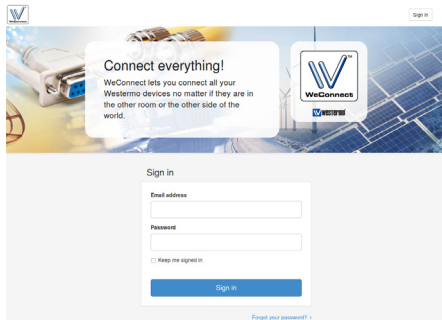 Sign in
Connect everything!
WeConnect lets you connect all your
Westermo devices no matter if they are in
the other room or the other side of the
world.
WeConnect
westermo
Sign in
Email address
Password
Keep me signed in
Sign in
Forgot your password? ›